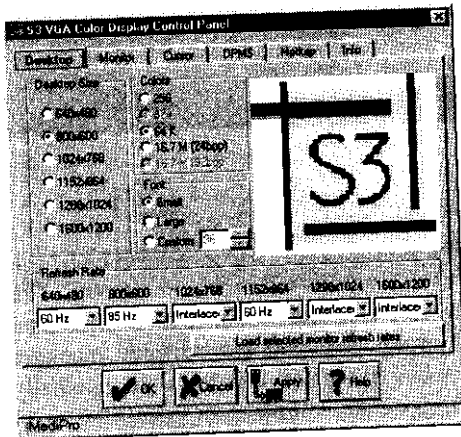 S3 VGA Color Display Control Panel
Desktop Monitor Cursor DPMS Hotkey Info
Desktop Size
640x480
800x600
1024x768
1152x864
1280x1024
1600x1200
Colors
256
64 K
16.7 M (24bpp)
Font
Small
Large
Custom
S3
Refresh Rate
640x480 800x600 1024x768 1152x864 1280x1024 1600x1200
60 Hz 85 Hz Interlace 60 Hz Interlace Interlace
Load selected monitor refresh rates
OK Cancel Apply Help
MediPro